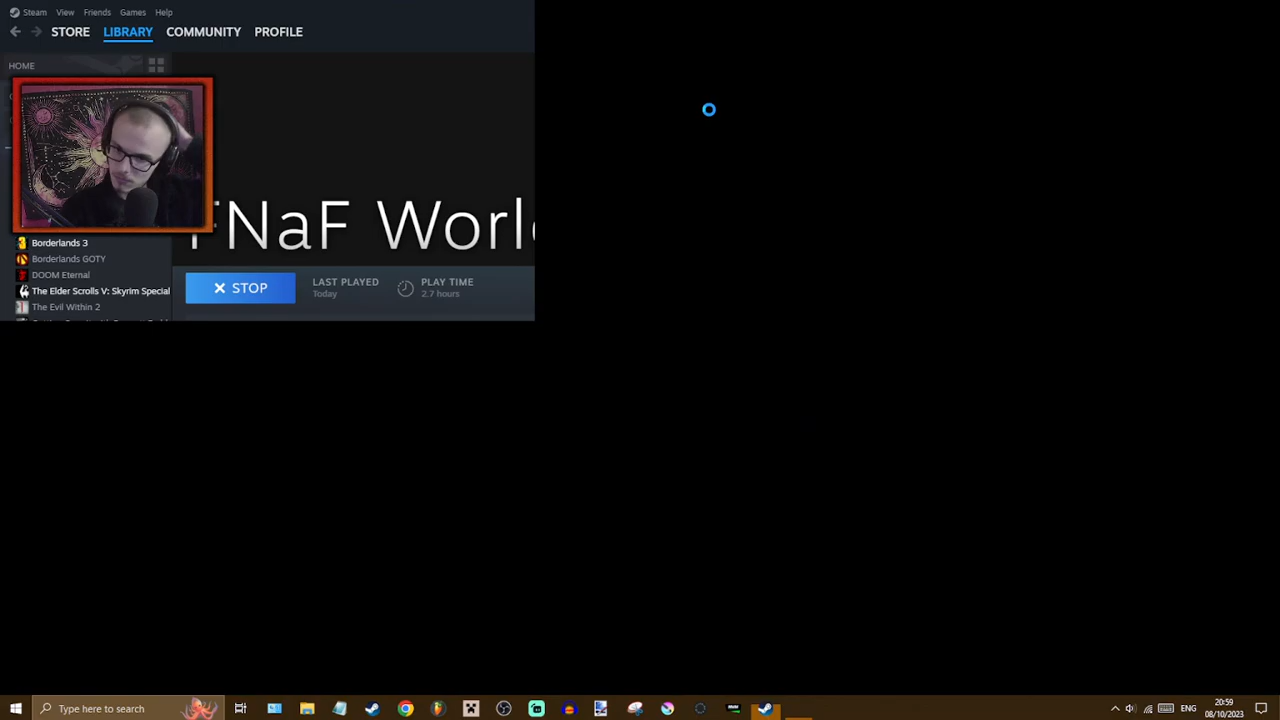 Steam View Friends Games Help
STORE LIBRARY COMMUNITY PROFILE
HOME
FNaF Worl
Borderlands 3
Borderlands GOTY
DOOM Eternal
The Elder Scrolls V: Skyrim Special
The Evil Within 2
STOP
LAST PLAYED
Today
PLAY TIME
2.7 hours
Type here to search
ENG
20:59
08/10/2023